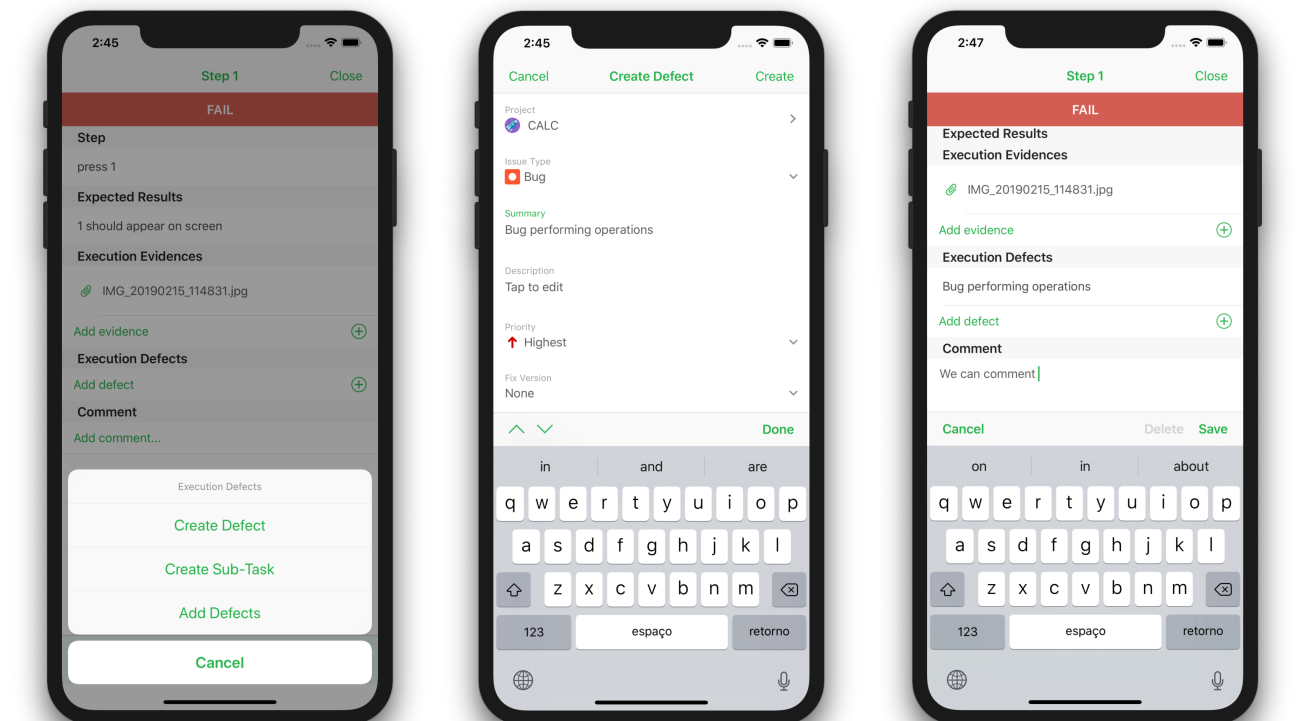 2:45
Step 1 Close
FAIL
Step
press 1
Expected Results
1 should appear on screen
Execution Evidences
IMG_20190215_114831.jpg
Add evidence
Execution Defects
Add defect
Comment
Add comment...
Execution Defects
Create Defect
Create Sub-Task
Add Defects
Cancel
2:45
Cancel Create Defect Create
Project
CALC
Issue Type
Bug
Summary
Bug performing operations
Description
Tap to edit
Priority
Highest
Fix Version
None
Done
in and are
q w e r t y u i o p
a s d f g h j k l
z x c v b n m
123 espaço retorno
2:47
Step 1 Close
FAIL
Expected Results
Execution Evidences
IMG_20190215_114831.jpg
Add evidence
Execution Defects
Bug performing operations
Add defect
Comment
We can comment
Cancel Delete Save
on in about
q w e r t y u i o p
a s d f g h j k l
z x c v b n m
123 espaço retorno